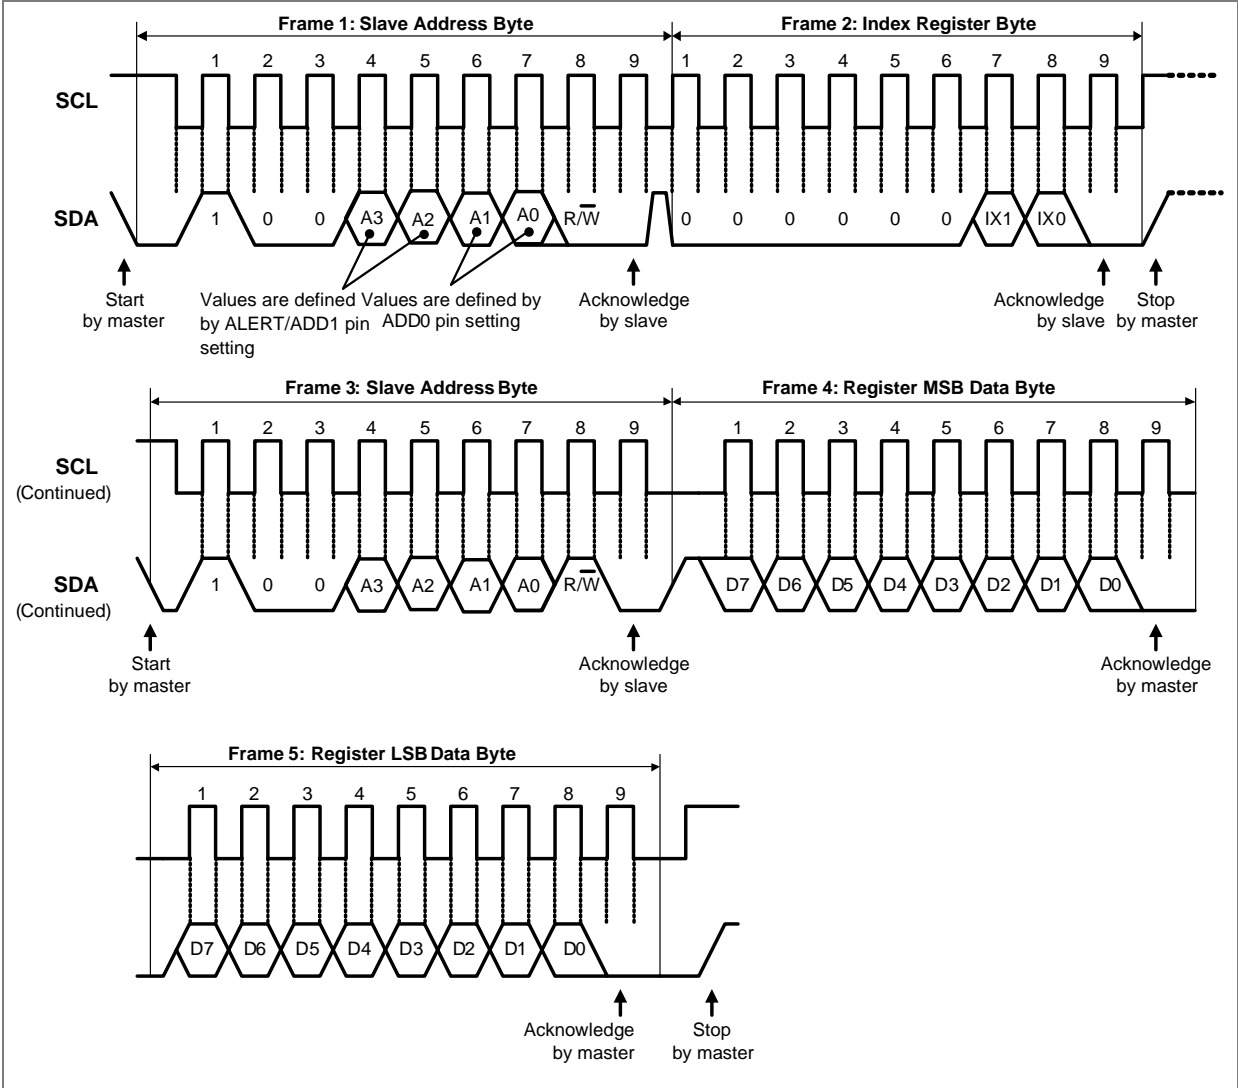 Frame 1: Slave Address Byte Frame 2: Index Register Byte
1 2 3 4 5 6 7 8 9 1 2 3 4 5 6 7 8 9
SCL
SDA 1 0 0 A3 A2 A1 A0 R/W 0 0 0 0 0 0 IX1 IX0
Start by master
Values are defined by ALERT/ADD1 pin setting
Values are defined by ADD0 pin setting
Acknowledge by slave
Acknowledge by slave
Stop by master
Frame 3: Slave Address Byte Frame 4: Register MSB Data Byte
1 2 3 4 5 6 7 8 9 1 2 3 4 5 6 7 8 9
SCL
(Continued)
SDA 1 0 0 A3 A2 A1 A0 R/W D7 D6 D5 D4 D3 D2 D1 D0
(Continued)
Start by master
Acknowledge by slave
Acknowledge by master
Frame 5: Register LSB Data Byte
1 2 3 4 5 6 7 8 9
D7 D6 D5 D4 D3 D2 D1 D0
Acknowledge by master
Stop by master